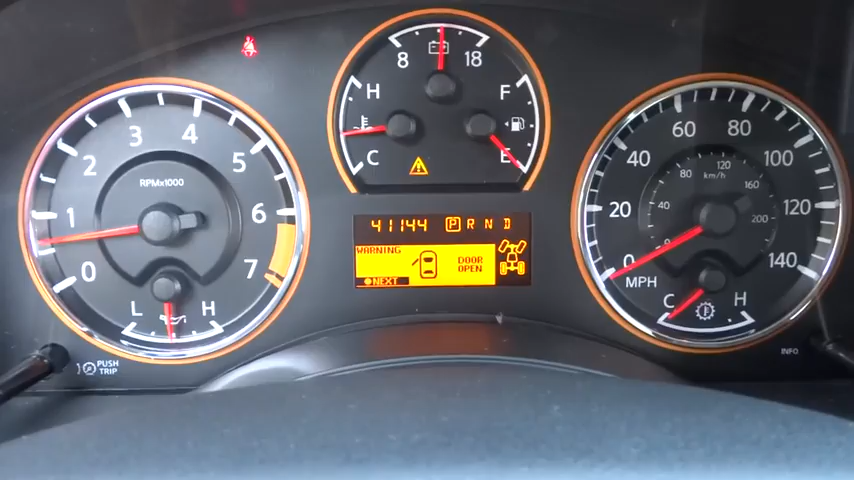 8 18
H F
C E
1 2 3 4 5 6 7 0
RPMx1000
L H
PUSH
TRIP
41144 P R N D
WARNING
DOOR
OPEN
NEXT
0 20 40 60 80 100 120 140
40 80 120 160 200
km/h
MPH
C H
INFO